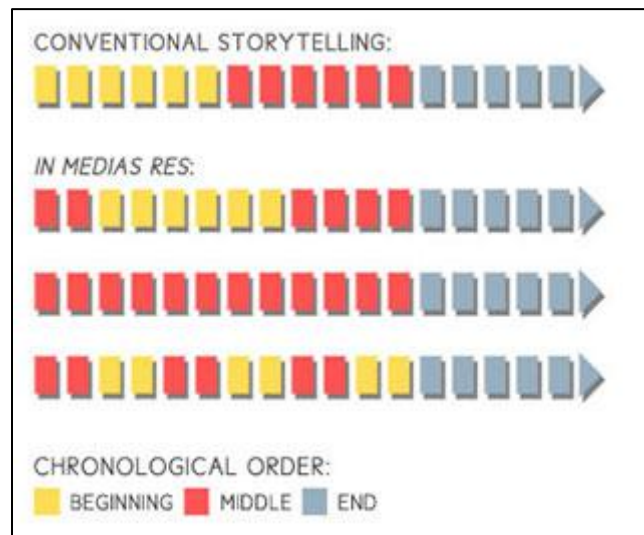 CONVENTIONAL STORYTELLING:
IN MEDIAS RES:
CHRONOLOGICAL ORDER:
BEGINNING MIDDLE END